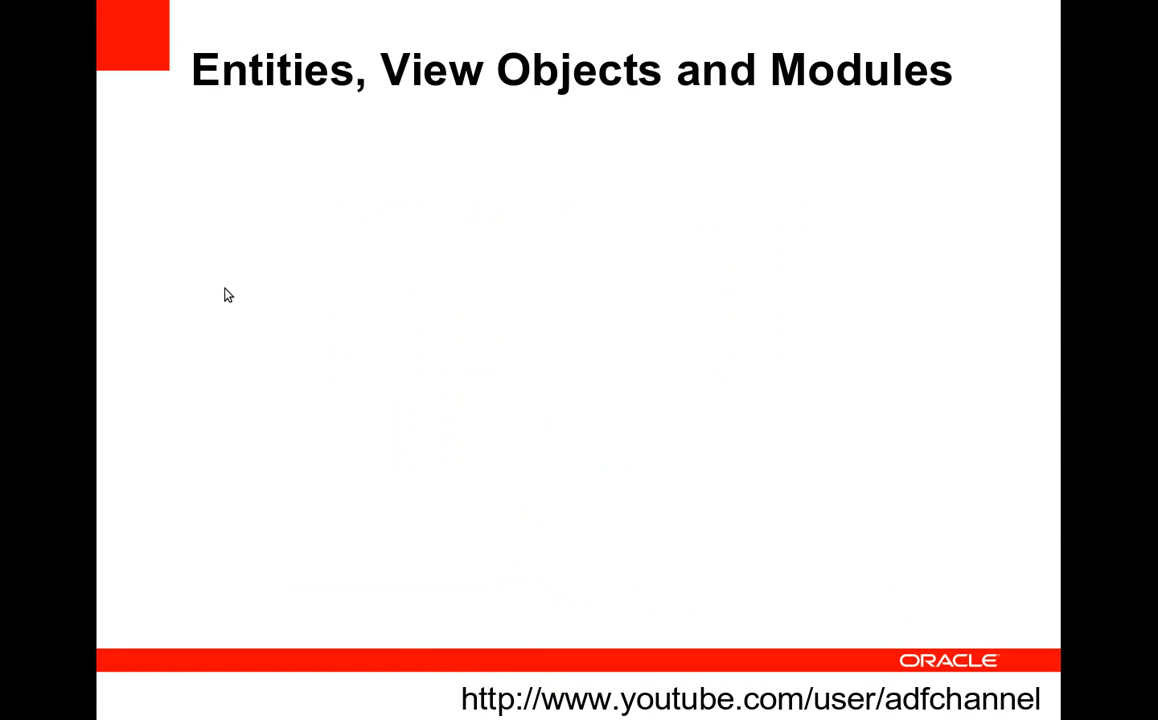 Entities, View Objects and Modules
ORACLE
http://www.youtube.com/user/adfchannel